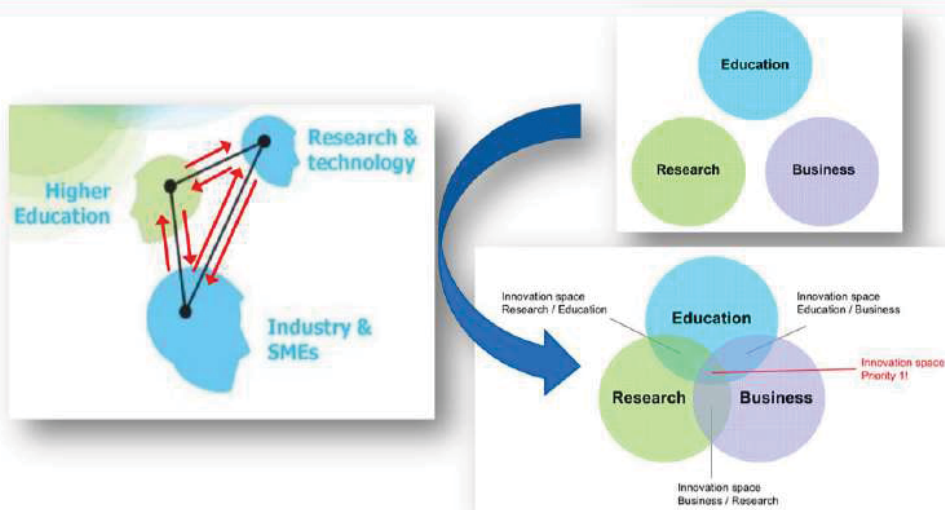 Research &
technology
Higher
Education
Industry &
SMEs
Education
Research
Business
Innovation space
Research / Education
Innovation space
Education / Business
Education
Innovation space
Priority 1!
Research
Business
Innovation space
Business / Research